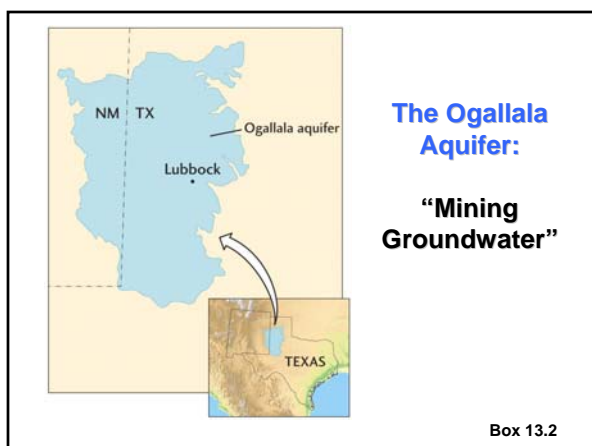 NM TX
Ogallala aquifer
Lubbock
TEXAS
The Ogallala
Aquifer:
“Mining
Groundwater”
Box 13.2